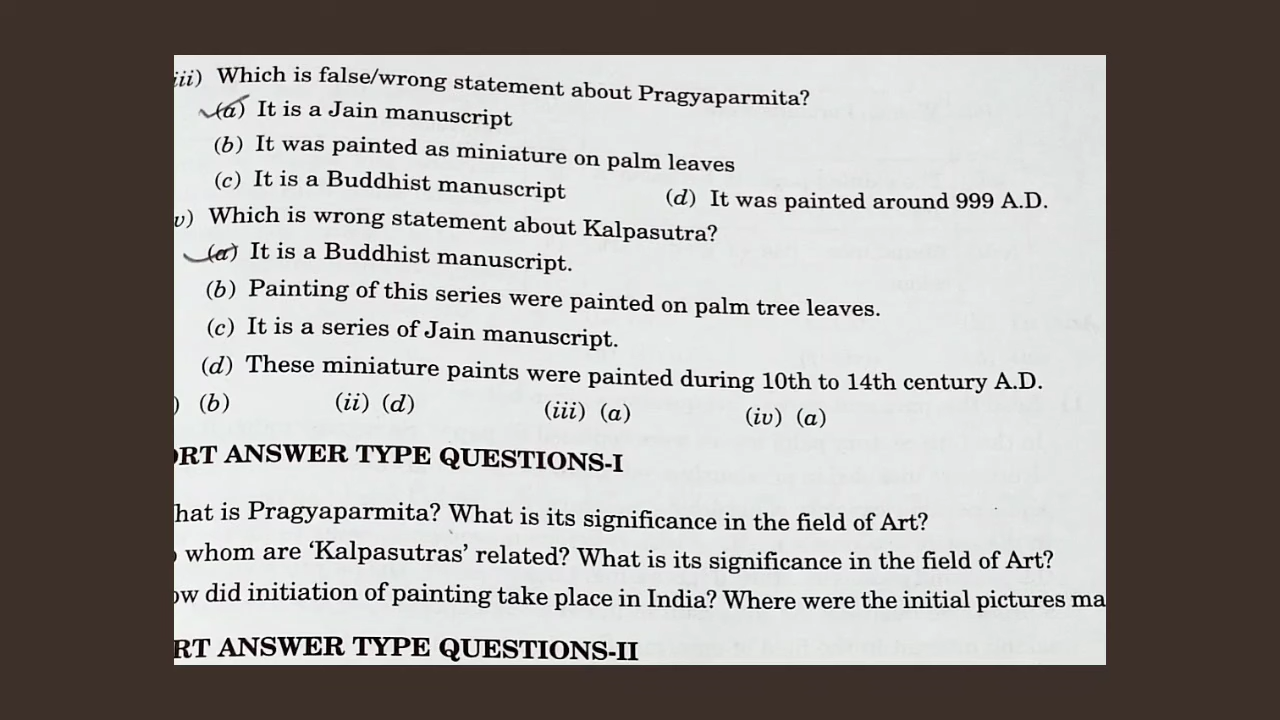 iii) Which is false/wrong statement about Pragyaparmita?
(a) It is a Jain manuscript
(b) It was painted as miniature on palm leaves
(c) It is a Buddhist manuscript (d) It was painted around 999 A.D.
v) Which is wrong statement about Kalpasutra?
(a) It is a Buddhist manuscript.
(b) Painting of this series were painted on palm tree leaves.
(c) It is a series of Jain manuscript.
(d) These miniature paints were painted during 10th to 14th century A.D.
) (b) (ii) (d) (iii) (a) (iv) (a)
ORT ANSWER TYPE QUESTIONS-I
hat is Pragyaparmita? What is its significance in the field of Art?
o whom are ‘Kalpasutras’ related? What is its significance in the field of Art?
ow did initiation of painting take place in India? Where were the initial pictures ma
RT ANSWER TYPE QUESTIONS-II